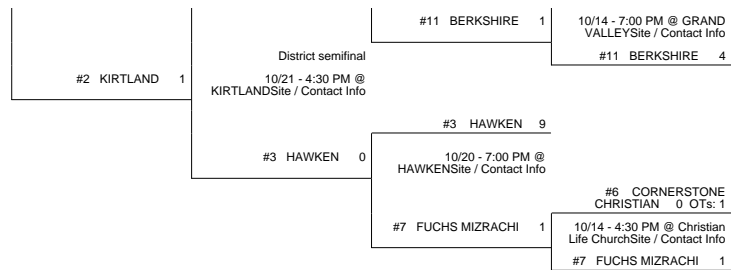 #11 BERKSHIRE 1
10/14 - 7:00 PM @ GRAND
VALLEYSite / Contact Info
#11 BERKSHIRE 4
District semifinal
#2 KIRTLAND 1
10/21 - 4:30 PM @
KIRTLANDSite / Contact Info
#3 HAWKEN 9
#3 HAWKEN 0
10/20 - 7:00 PM @
HAWKENSite / Contact Info
#6 CORNERSTONE
CHRISTIAN 0 OTs: 1
#7 FUCHS MIZRACHI 1
10/14 - 4:30 PM @ Christian
Life ChurchSite / Contact Info
#7 FUCHS MIZRACHI 1